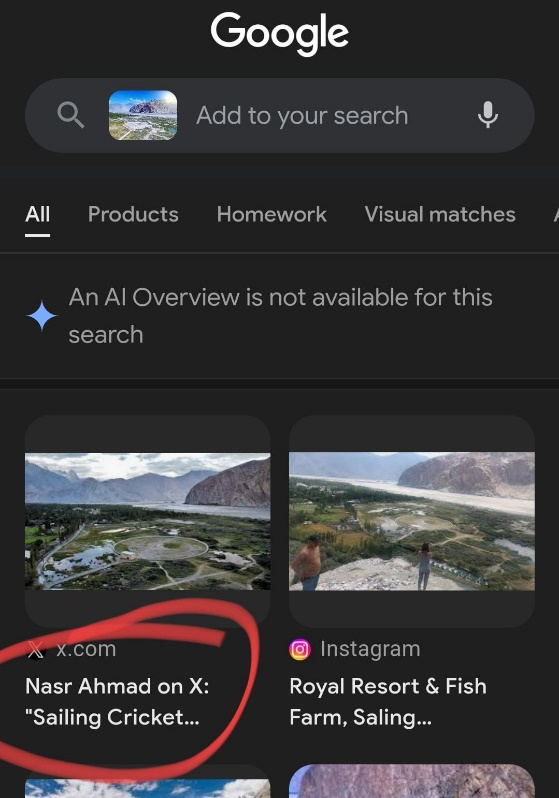 Google
Add to your search
All
Products
Homework
Visual matches
An AI Overview is not available for this
search
x.com
Nasr Ahmad on X:
"Sailing Cricket...
Instagram
Royal Resort & Fish
Farm, Saling...